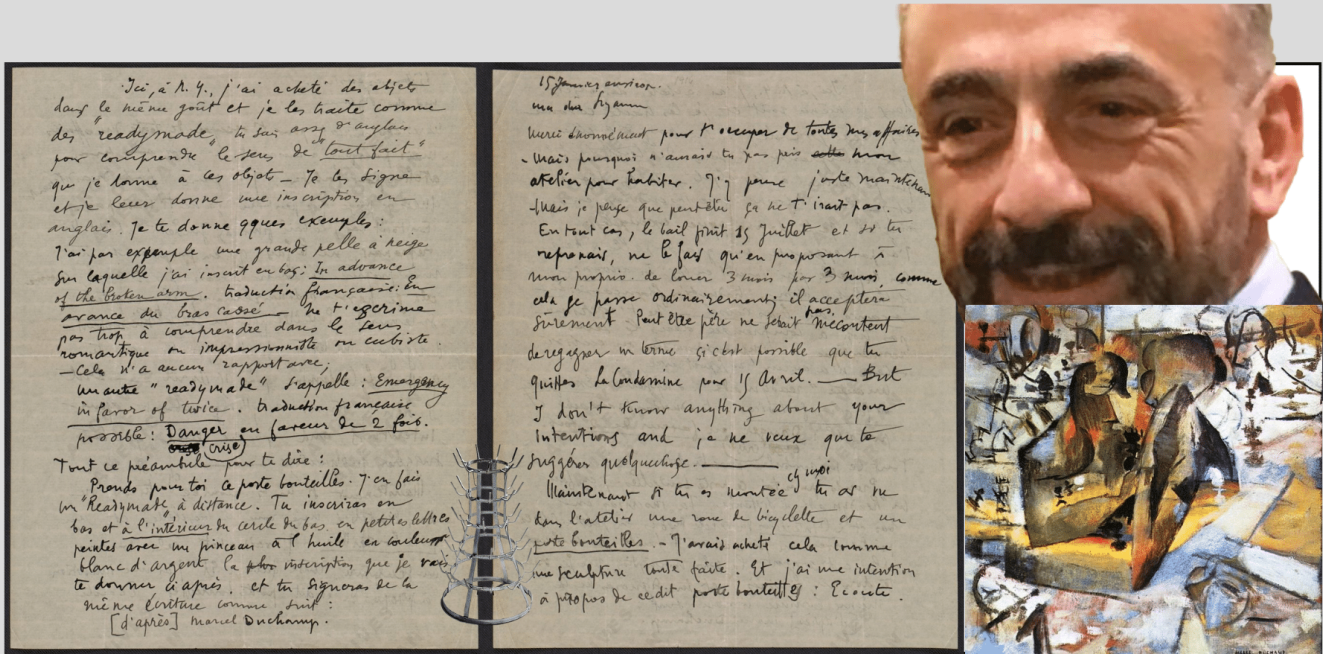 Ici, à N.Y., j'ai acheté des objets
dans le même goût et je les traite comme
des "readymade" tu sais assez d'anglais
pour comprendre le sens de "tout fait"
que je donne à ces objets — Je les signe
et je leur donne une inscription en
anglais. Je te donne qques exemples :
J'ai par exemple une grande pelle à neige
sur laquelle j'ai inscrit en bas : In advance
of the broken arm. traduction française : En
avance du bras cassé — Ne t'escrime
pas trop à comprendre dans le sens
romantique ou impressionniste ou cubiste.
— Cela n'a aucun rapport avec ;
un autre "readymade" s'appelle : Emergency
in favor of twice. traduction française
possible : Danger en faveur de 2 fois.
Crise
Tout ce préambule pour te dire :
Prends pour toi ce porte bouteilles. J'en fais
un "Readymade" à distance. Tu inscriras en
bas et à l'intérieur du cercle du bas en petites lettres
peintes avec un pinceau à l'huile en couleur
blanc d'argent la inscription que je vais
te donner ci après. et tu signeras de la
même écriture comme suit :
[d'après] Marcel Duchamp.
15 Janvier environ.
ma chère Suzanne
Merci énormément pour t'occuper de toutes mes affaires
- Mais pourquoi n'aurais tu pas pris mon
atelier pour habiter. J'y pense juste maintenant
- Mais je pense que peutêtre ça ne t'irait pas.
En tout cas, le bail finit 15 Juillet et si tu
reprenais, ne le fais qu'en proposant à
mon proprio. de louer 3 mois par 3 mois, comme
cela se passe ordinairement ; il acceptera
sûrement Peut être père ne serait pas mécontent
de regagner un terme si c'est possible que tu
quittes La Condamine pour 15 Avril. — But
I don't know anything about your
intentions and je ne veux que te
suggérer quelquechose. —
Maintenant si tu es montée chez moi tu as vu
dans l'atelier une roue de bicyclette et un
porte bouteilles. - J'avais acheté cela comme
une sculpture toute faite. Et j'ai une intention
à propos de ce dit porte bouteilles : Ecoute.